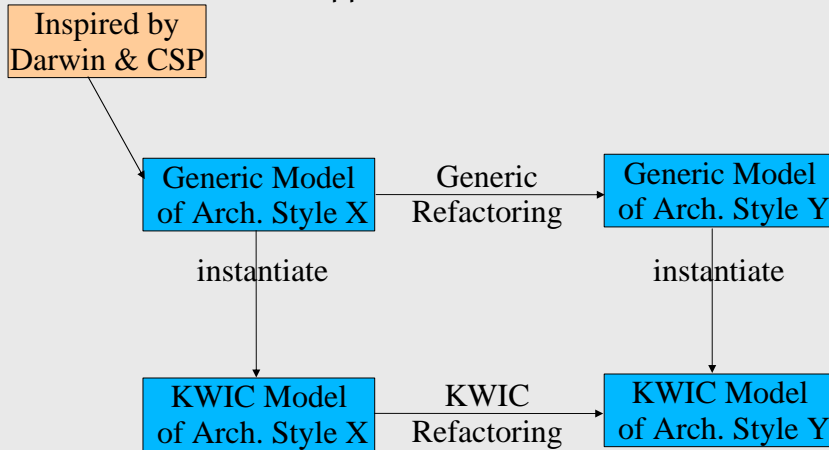 Inspired by
Darwin & CSP
Generic Model
of Arch. Style X
Generic
Refactoring
Generic Model
of Arch. Style Y
instantiate
instantiate
KWIC Model
of Arch. Style X
KWIC
Refactoring
KWIC Model
of Arch. Style Y